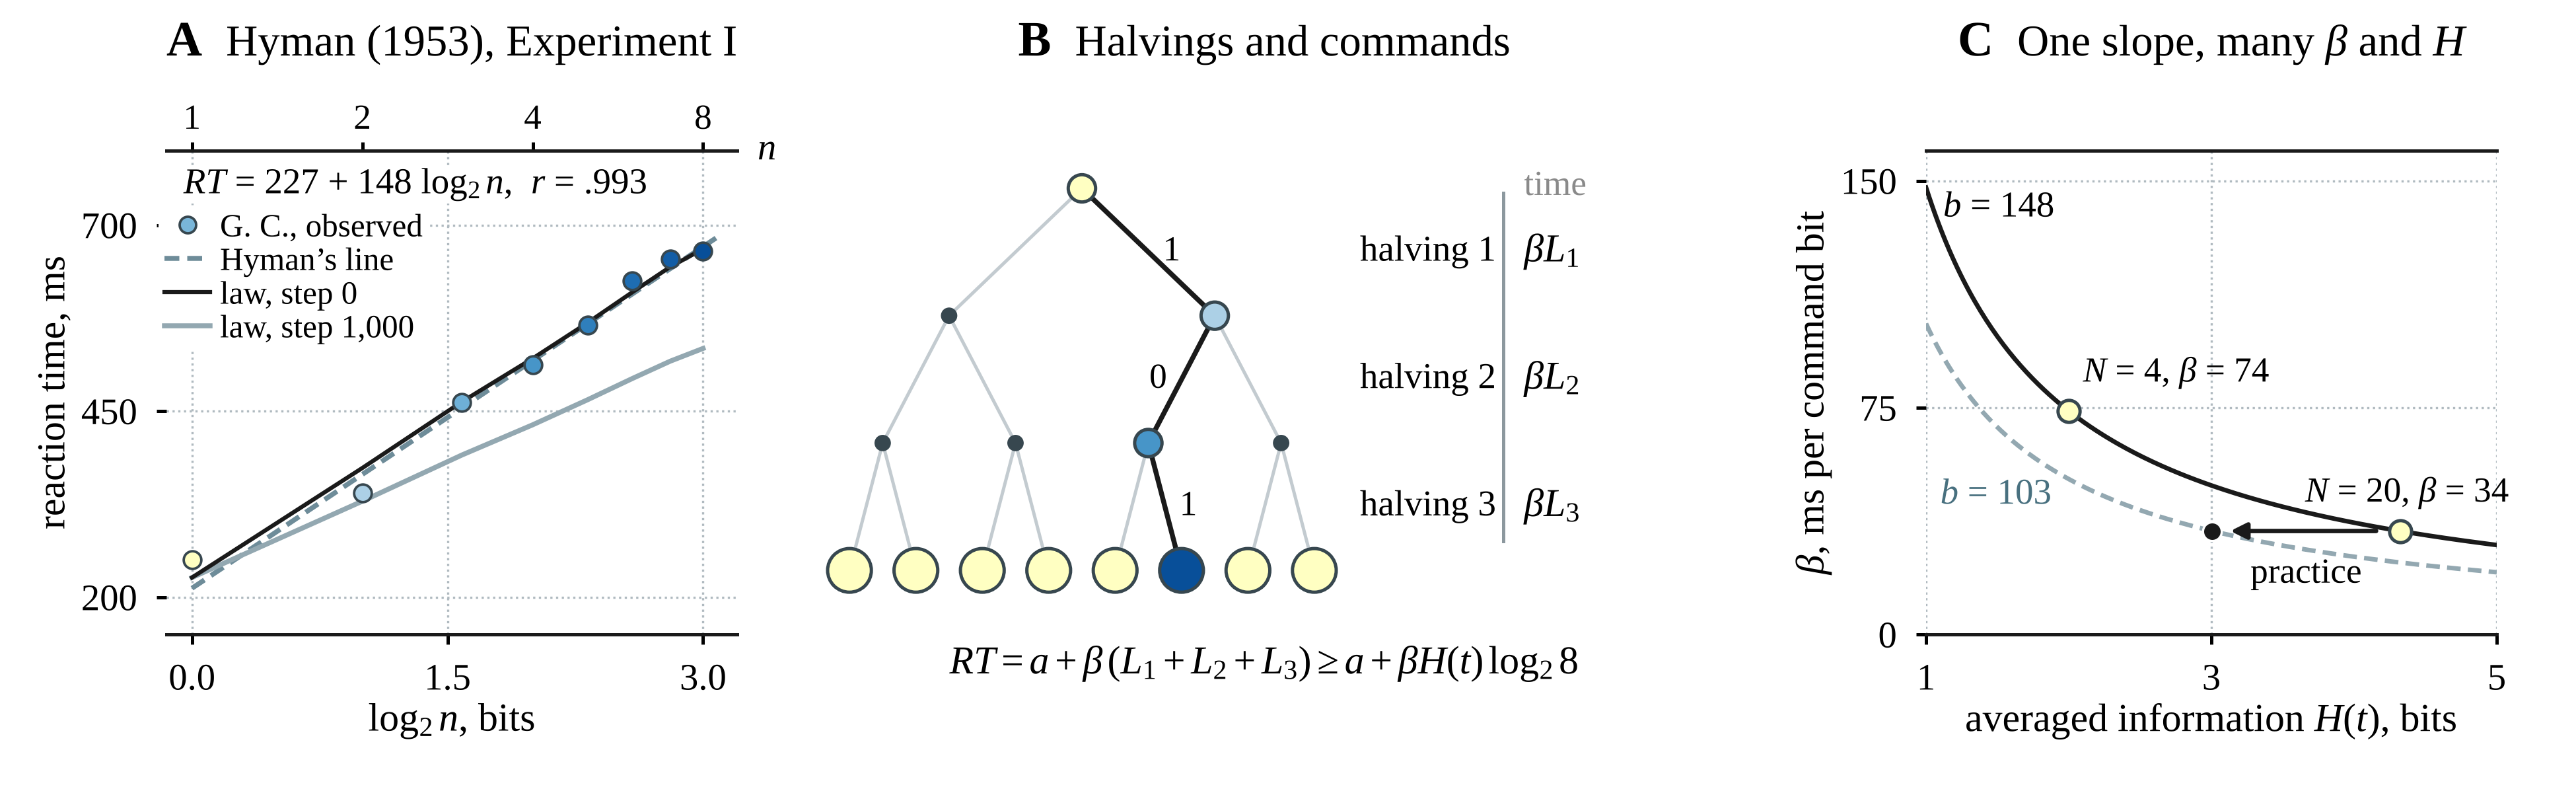 A Hyman (1953), Experiment I
1 2 4 8
n
RT = 227 + 148 log₂ n, r = .993
G. C., observed
Hyman’s line
law, step 0
law, step 1,000
700
450
200
reaction time, ms
0.0 1.5 3.0
log₂ n, bits
B Halvings and commands
time
1
halving 1 βL₁
0
halving 2 βL₂
1
halving 3 βL₃
RT = a + β (L₁ + L₂ + L₃) ≥ a + βH(t) log₂ 8
C One slope, many β and H
150
75
0
β, ms per command bit
b = 148
N = 4, β = 74
b = 103
N = 20, β = 34
practice
1 3 5
averaged information H(t), bits